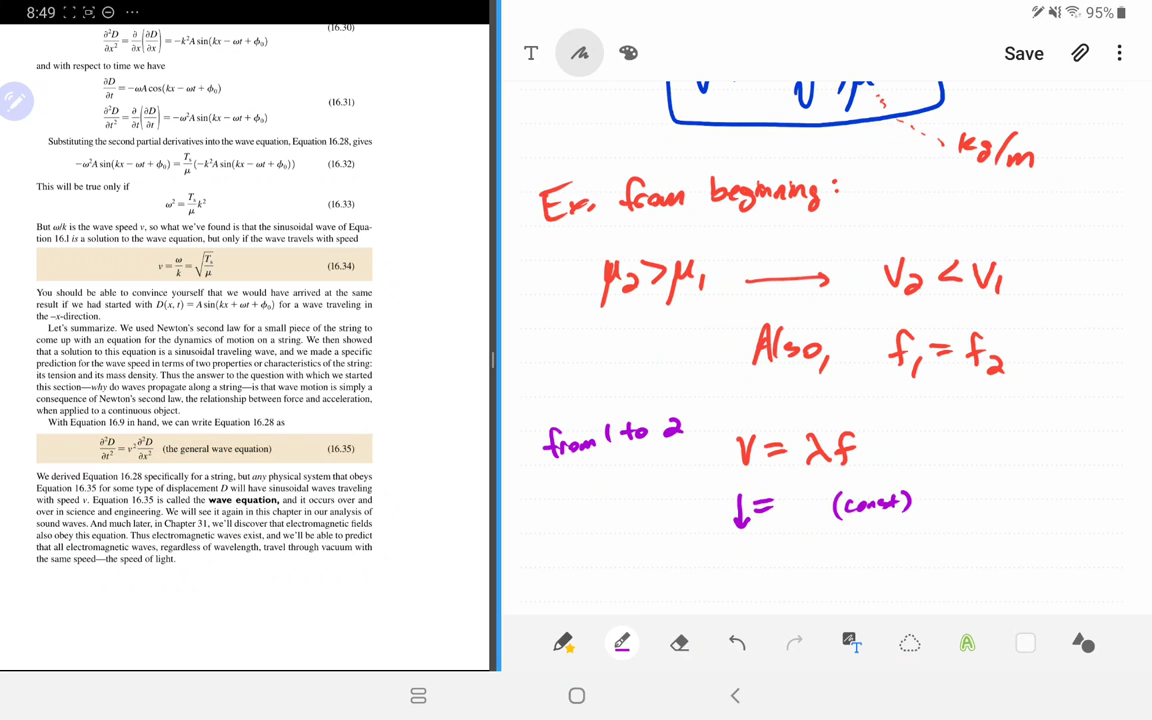 8:49
95%
(16.30)
∂²D/∂x² = ∂/∂x (∂D/∂x) = −k²A sin(kx − ωt + ϕ₀)
and with respect to time we have
∂D/∂t = −ωA cos(kx − ωt + ϕ₀)
(16.31)
∂²D/∂t² = ∂/∂t (∂D/∂t) = −ω²A sin(kx − ωt + ϕ₀)
Substituting the second partial derivatives into the wave equation, Equation 16.28, gives
−ω²A sin(kx − ωt + ϕ₀) = Tₛ/μ (−k²A sin(kx − ωt + ϕ₀)) (16.32)
This will be true only if
ω² = Tₛ/μ k² (16.33)
But ω/k is the wave speed v, so what we've found is that the sinusoidal wave of Equa-
tion 16.1 is a solution to the wave equation, but only if the wave travels with speed
v = ω/k = √(Tₛ/μ) (16.34)
You should be able to convince yourself that we would have arrived at the same
result if we had started with D(x, t) = A sin(kx + ωt + ϕ₀) for a wave traveling in
the −x-direction.
Let's summarize. We used Newton's second law for a small piece of the string to
come up with an equation for the dynamics of motion on a string. We then showed
that a solution to this equation is a sinusoidal traveling wave, and we made a specific
prediction for the wave speed in terms of two properties or characteristics of the string:
its tension and its mass density. Thus the answer to the question with which we started
this section—why do waves propagate along a string—is that wave motion is simply a
consequence of Newton's second law, the relationship between force and acceleration,
when applied to a continuous object.
With Equation 16.9 in hand, we can write Equation 16.28 as
∂²D/∂t² = v² ∂²D/∂x² (the general wave equation) (16.35)
We derived Equation 16.28 specifically for a string, but any physical system that obeys
Equation 16.35 for some type of displacement D will have sinusoidal waves traveling
with speed v. Equation 16.35 is called the wave equation, and it occurs over and
over in science and engineering. We will see it again in this chapter in our analysis of
sound waves. And much later, in Chapter 31, we'll discover that electromagnetic fields
also obey this equation. Thus electromagnetic waves exist, and we'll be able to predict
that all electromagnetic waves, regardless of wavelength, travel through vacuum with
the same speed—the speed of light.
T
Save
kg/m
Ex. from beginning:
μ₂ > μ₁ → v₂ < v₁
Also, f₁ = f₂
from 1 to 2
v = λf
↓ = (const)
T
A